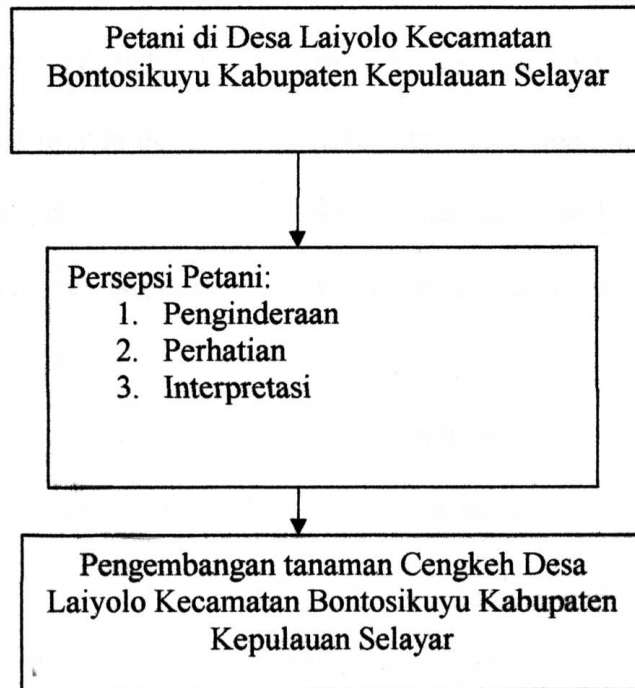 Petani di Desa Laiyolo Kecamatan
Bontosikuyu Kabupaten Kepulauan Selayar
Persepsi Petani:
1. Penginderaan
2. Perhatian
3. Interpretasi
Pengembangan tanaman Cengkeh Desa
Laiyolo Kecamatan Bontosikuyu Kabupaten
Kepulauan Selayar